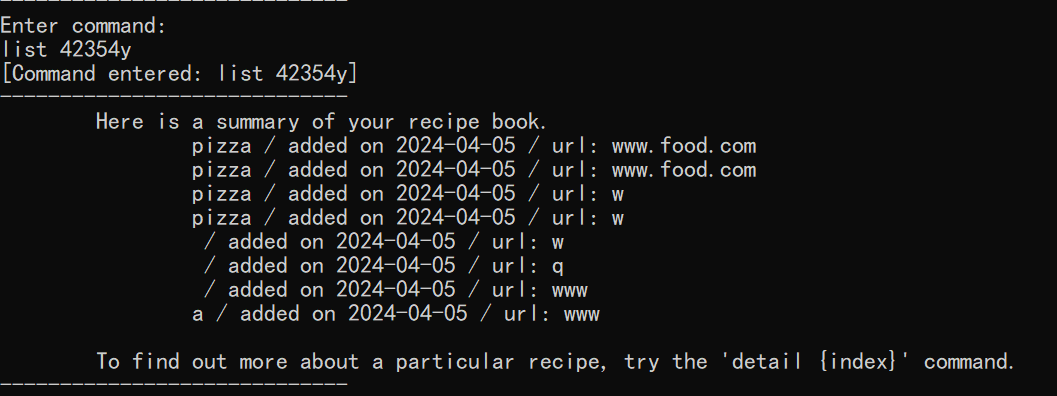 ------------------------------
Enter command:
list 42354y
[Command entered: list 42354y]
------------------------------
Here is a summary of your recipe book.
pizza / added on 2024-04-05 / url: www.food.com
pizza / added on 2024-04-05 / url: www.food.com
pizza / added on 2024-04-05 / url: w
pizza / added on 2024-04-05 / url: w
/ added on 2024-04-05 / url: w
/ added on 2024-04-05 / url: q
/ added on 2024-04-05 / url: www
a / added on 2024-04-05 / url: www
To find out more about a particular recipe, try the 'detail {index}' command.
------------------------------